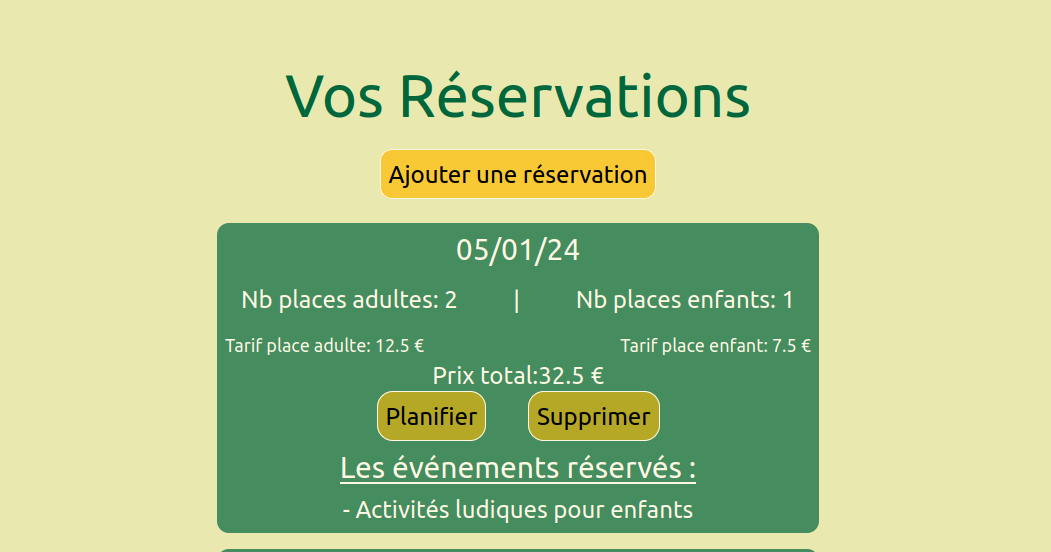 Vos Réservations
Ajouter une réservation
05/01/24
Nb places adultes: 2 | Nb places enfants: 1
Tarif place adulte: 12.5 € Tarif place enfant: 7.5 €
Prix total:32.5 €
Planifier Supprimer
Les événements réservés :
- Activités ludiques pour enfants